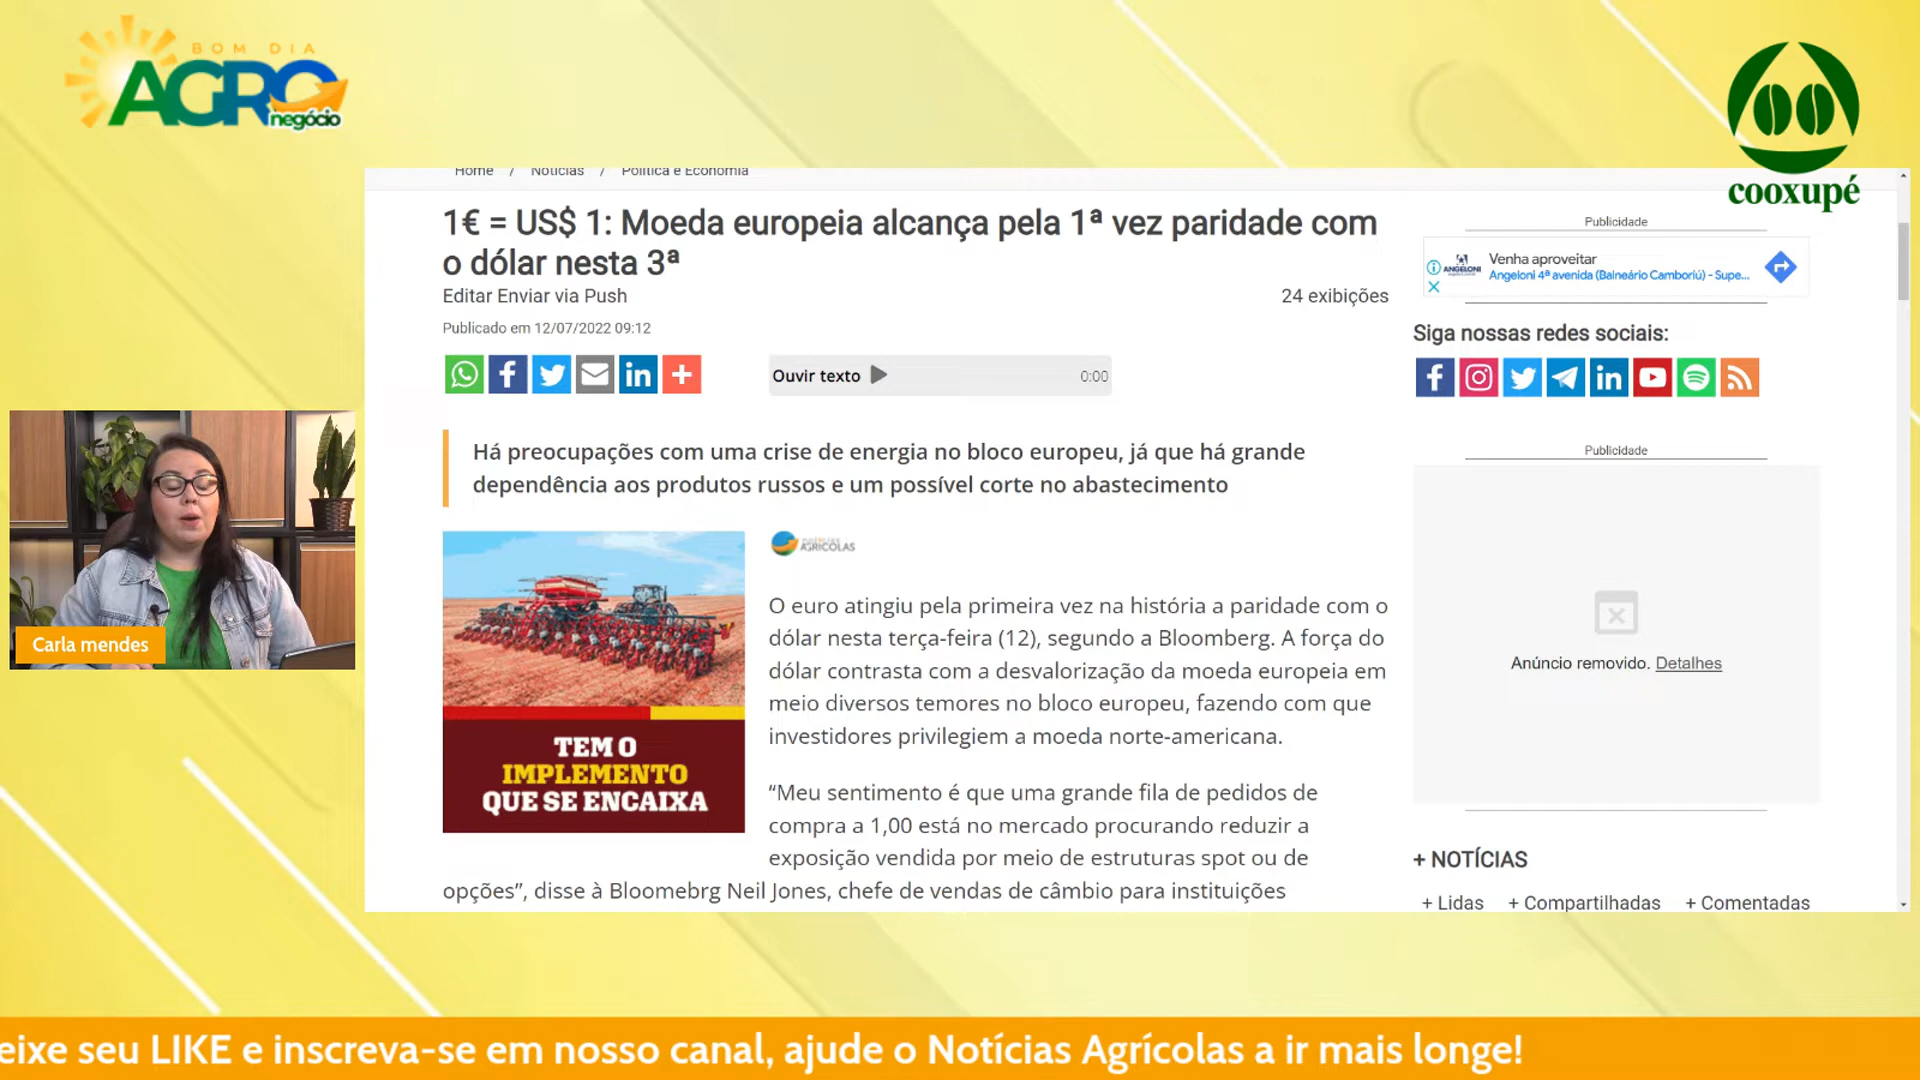 BOM DIA
AGRO
negócio
cooxupé
Home / Notícias / Política e Economia
1€ = US$ 1: Moeda europeia alcança pela 1ª vez paridade com
o dólar nesta 3ª
Editar Enviar via Push
24 exibições
Publicado em 12/07/2022 09:12
Ouvir texto
0:00
Há preocupações com uma crise de energia no bloco europeu, já que há grande
dependência aos produtos russos e um possível corte no abastecimento
TEM O
IMPLEMENTO
QUE SE ENCAIXA
AGRÍCOLAS
O euro atingiu pela primeira vez na história a paridade com o
dólar nesta terça-feira (12), segundo a Bloomberg. A força do
dólar contrasta com a desvalorização da moeda europeia em
meio diversos temores no bloco europeu, fazendo com que
investidores privilegiem a moeda norte-americana.
“Meu sentimento é que uma grande fila de pedidos de
compra a 1,00 está no mercado procurando reduzir a
exposição vendida por meio de estruturas spot ou de
opções”, disse à Bloomebrg Neil Jones, chefe de vendas de câmbio para instituições
Publicidade
ANGELONI
Venha aproveitar
Angeloni 4ª avenida (Balneário Camboriú) - Supe...
Siga nossas redes sociais:
Publicidade
Anúncio removido. Detalhes
+ NOTÍCIAS
+ Lidas + Compartilhadas + Comentadas
Carla mendes
eixe seu LIKE e inscreva-se em nosso canal, ajude o Notícias Agrícolas a ir mais longe!